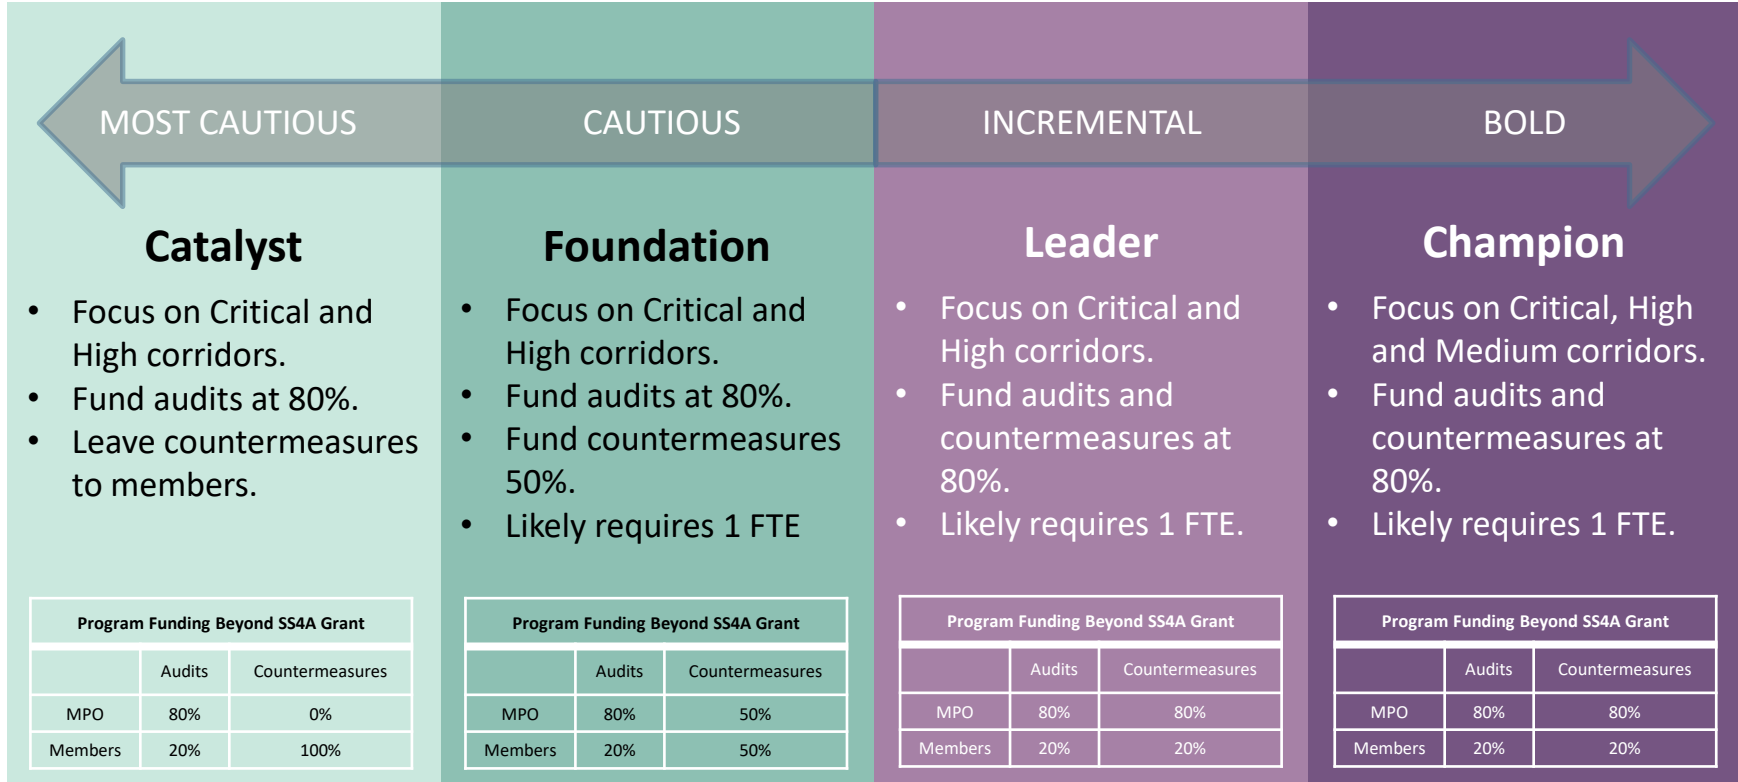 MOST CAUTIOUS
CAUTIOUS
INCREMENTAL
BOLD
Catalyst
• Focus on Critical and
High corridors.
• Fund audits at 80%.
• Leave countermeasures
to members.
Program Funding Beyond SS4A Grant
Audits Countermeasures
MPO 80% 0%
Members 20% 100%
Foundation
• Focus on Critical and
High corridors.
• Fund audits at 80%.
• Fund countermeasures
50%.
• Likely requires 1 FTE
Program Funding Beyond SS4A Grant
Audits Countermeasures
MPO 80% 50%
Members 20% 50%
Leader
• Focus on Critical and
High corridors.
• Fund audits and
countermeasures at
80%.
• Likely requires 1 FTE.
Program Funding Beyond SS4A Grant
Audits Countermeasures
MPO 80% 80%
Members 20% 20%
Champion
• Focus on Critical, High
and Medium corridors.
• Fund audits and
countermeasures at
80%.
• Likely requires 1 FTE.
Program Funding Beyond SS4A Grant
Audits Countermeasures
MPO 80% 80%
Members 20% 20%